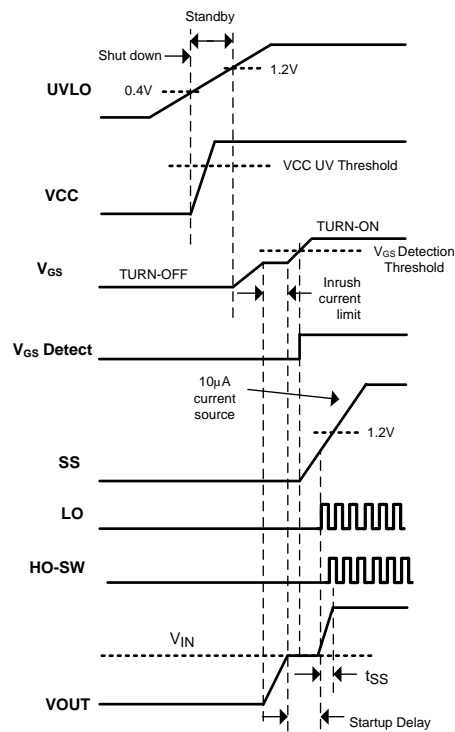 Standby
Shut down
1.2V
UVLO
0.4V
VCC UV Threshold
VCC
TURN-ON
VGS Detection
Threshold
VGS
TURN-OFF
Inrush
current
limit
VGS Detect
10μA
current
source
1.2V
SS
LO
HO-SW
VIN
tSS
VOUT
Startup Delay